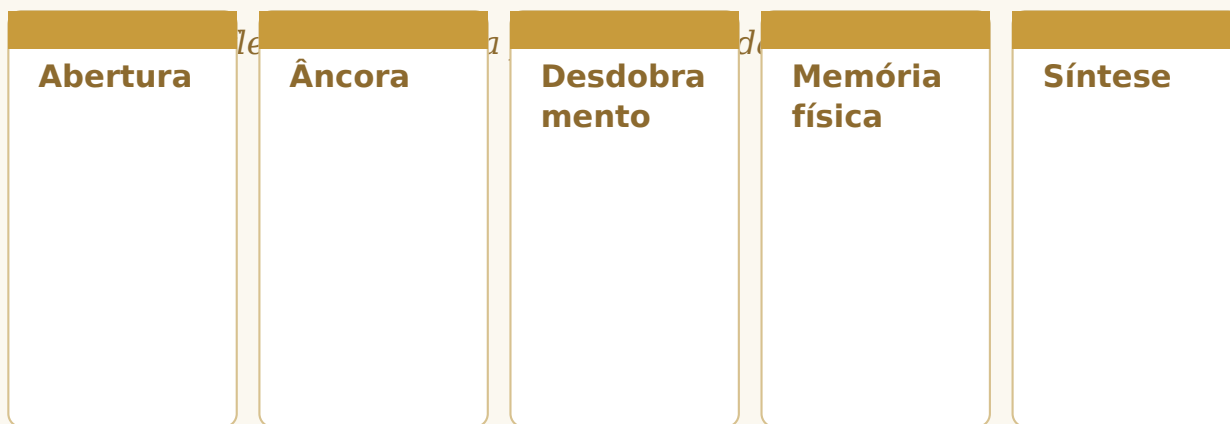 Abertura
Âncora
Desdobra
mento
Memória
física
Síntese